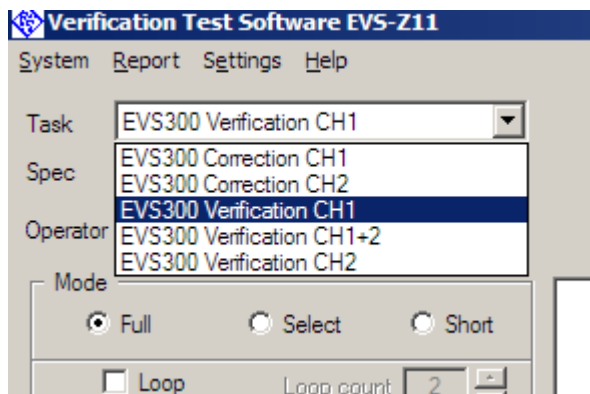 Verification Test Software EVS-Z11
System Report Settings Help
Task EVS300 Verification CH1
EVS300 Correction CH1
Spec
EVS300 Correction CH2
EVS300 Verification CH1
Operator EVS300 Verification CH1+2
EVS300 Verification CH2
Mode
Full Select Short
Loop Loop count 2